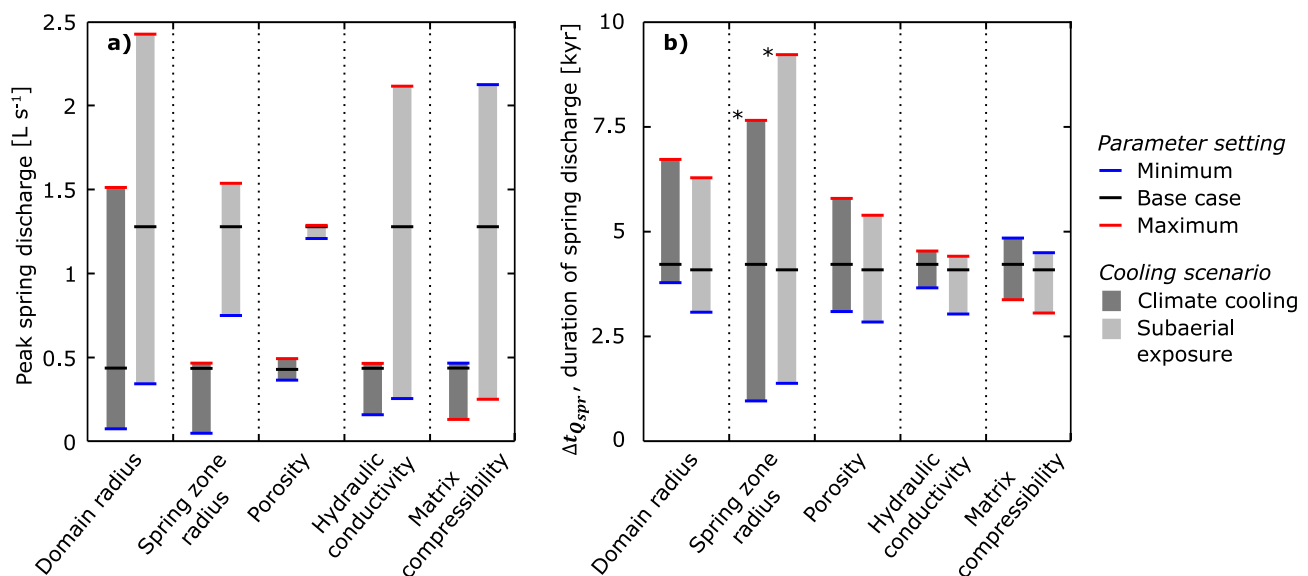 a)
Peak spring discharge [L s⁻¹]
2.5
2
1.5
1
0.5
0
Domain radius
Spring zone
radius
Porosity
Hydraulic
conductivity
Matrix
compressibility
b)
Δt_{Q_{spr}}, duration of spring discharge [kyr]
10
7.5
5
2.5
0
*
*
Domain radius
Spring zone
radius
Porosity
Hydraulic
conductivity
Matrix
compressibility
Parameter setting
Minimum
Base case
Maximum
Cooling scenario
Climate cooling
Subaerial
exposure